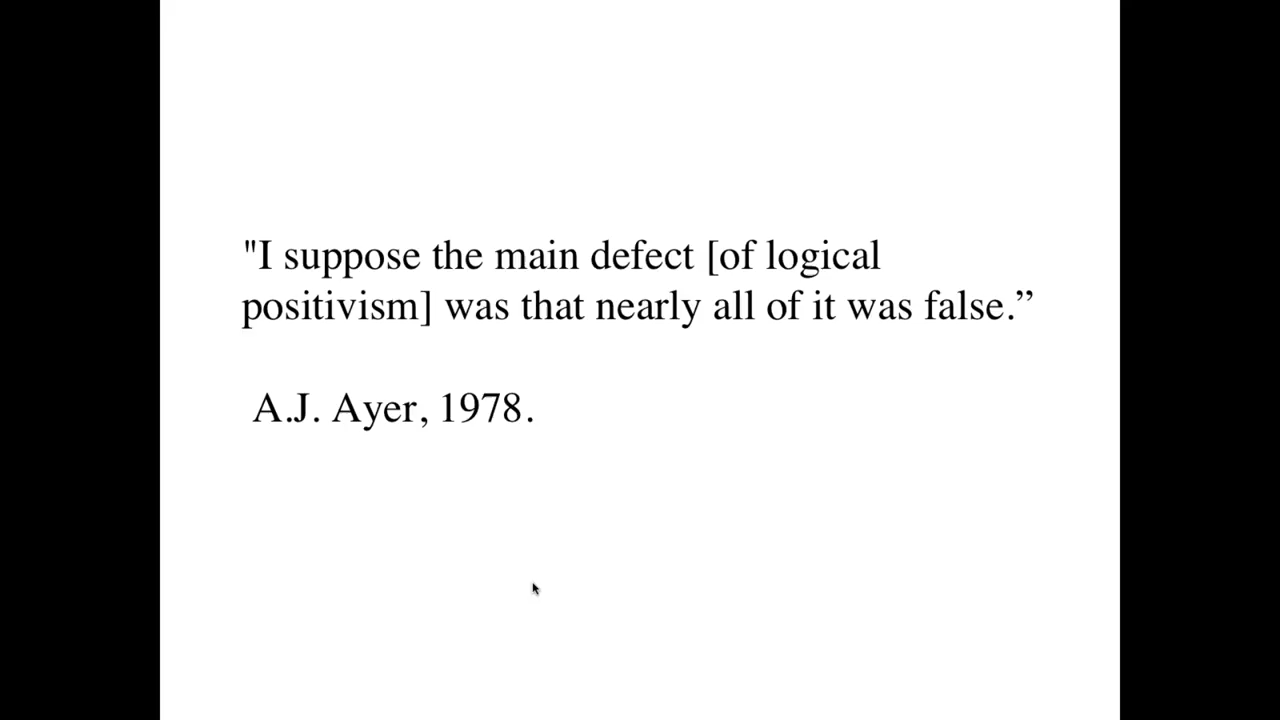 "I suppose the main defect [of logical
positivism] was that nearly all of it was false.”
A.J. Ayer, 1978.